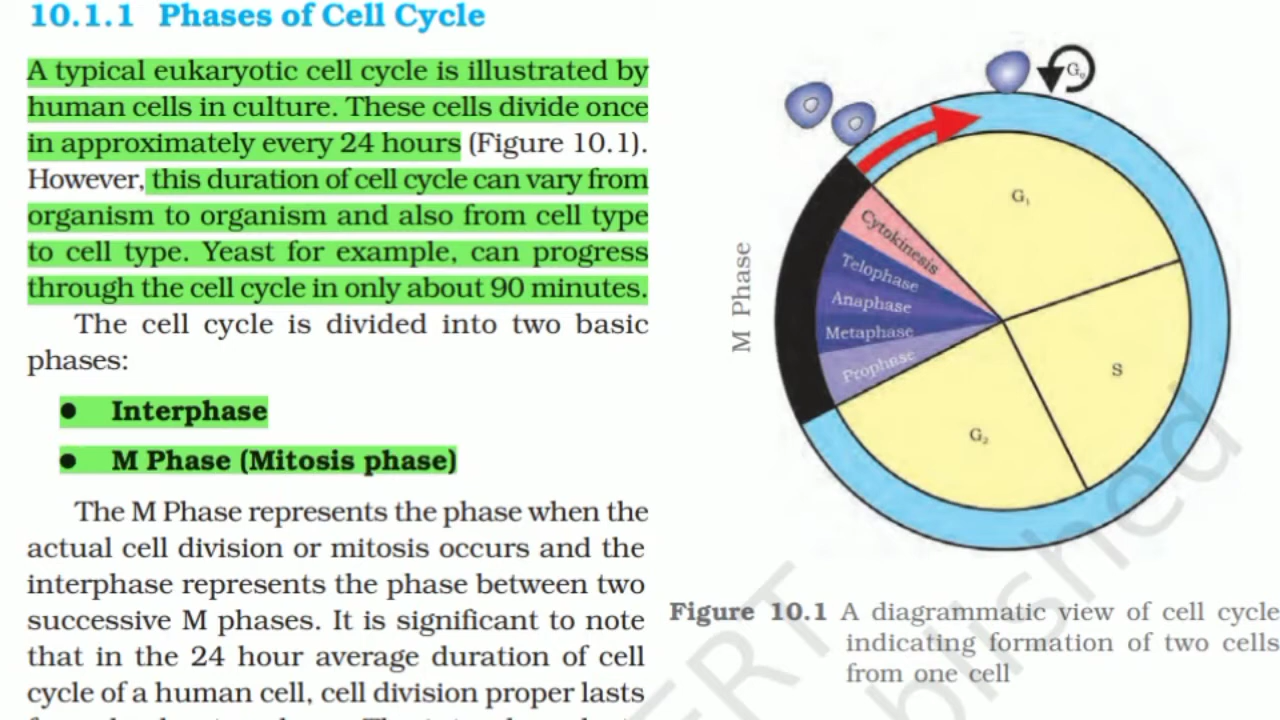 10.1.1 Phases of Cell Cycle
A typical eukaryotic cell cycle is illustrated by
human cells in culture. These cells divide once
in approximately every 24 hours (Figure 10.1).
However, this duration of cell cycle can vary from
organism to organism and also from cell type
to cell type. Yeast for example, can progress
through the cell cycle in only about 90 minutes.
The cell cycle is divided into two basic
phases:
● Interphase
● M Phase (Mitosis phase)
The M Phase represents the phase when the
actual cell division or mitosis occurs and the
interphase represents the phase between two
successive M phases. It is significant to note
that in the 24 hour average duration of cell
cycle of a human cell, cell division proper lasts
G₀
G₁
Cytokinesis
Telophase
Anaphase
Metaphase
Prophase
M Phase
S
G₂
Figure 10.1 A diagrammatic view of cell cycle
indicating formation of two cells
from one cell